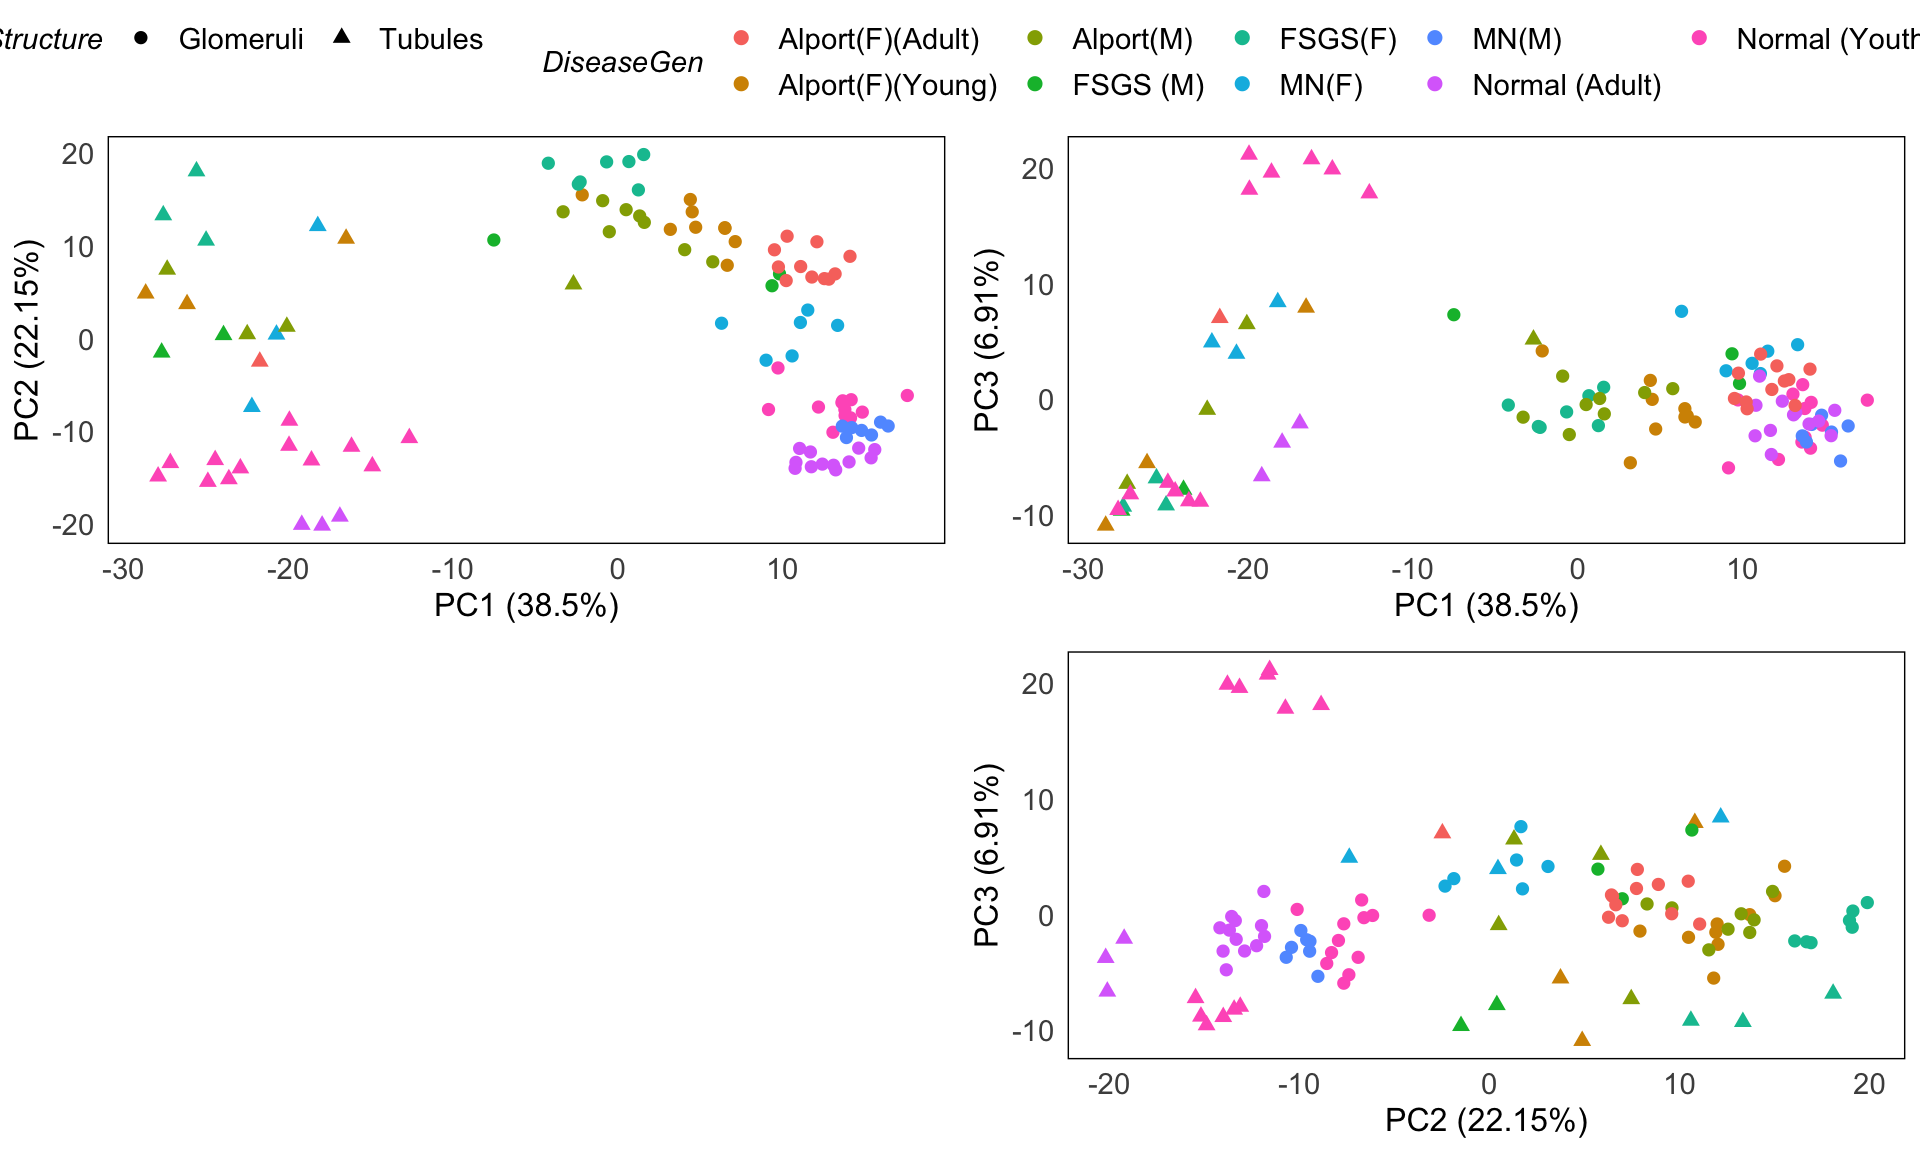 Structure Glomeruli Tubules
DiseaseGen
Alport(F)(Adult) Alport(M) FSGS(F) MN(M) Normal (Youth
Alport(F)(Young) FSGS (M) MN(F) Normal (Adult)
20
10
0
-10
-20
PC2 (22.15%)
-30 -20 -10 0 10
PC1 (38.5%)
20
10
0
-10
PC3 (6.91%)
-30 -20 -10 0 10
PC1 (38.5%)
20
10
0
-10
PC3 (6.91%)
-20 -10 0 10 20
PC2 (22.15%)